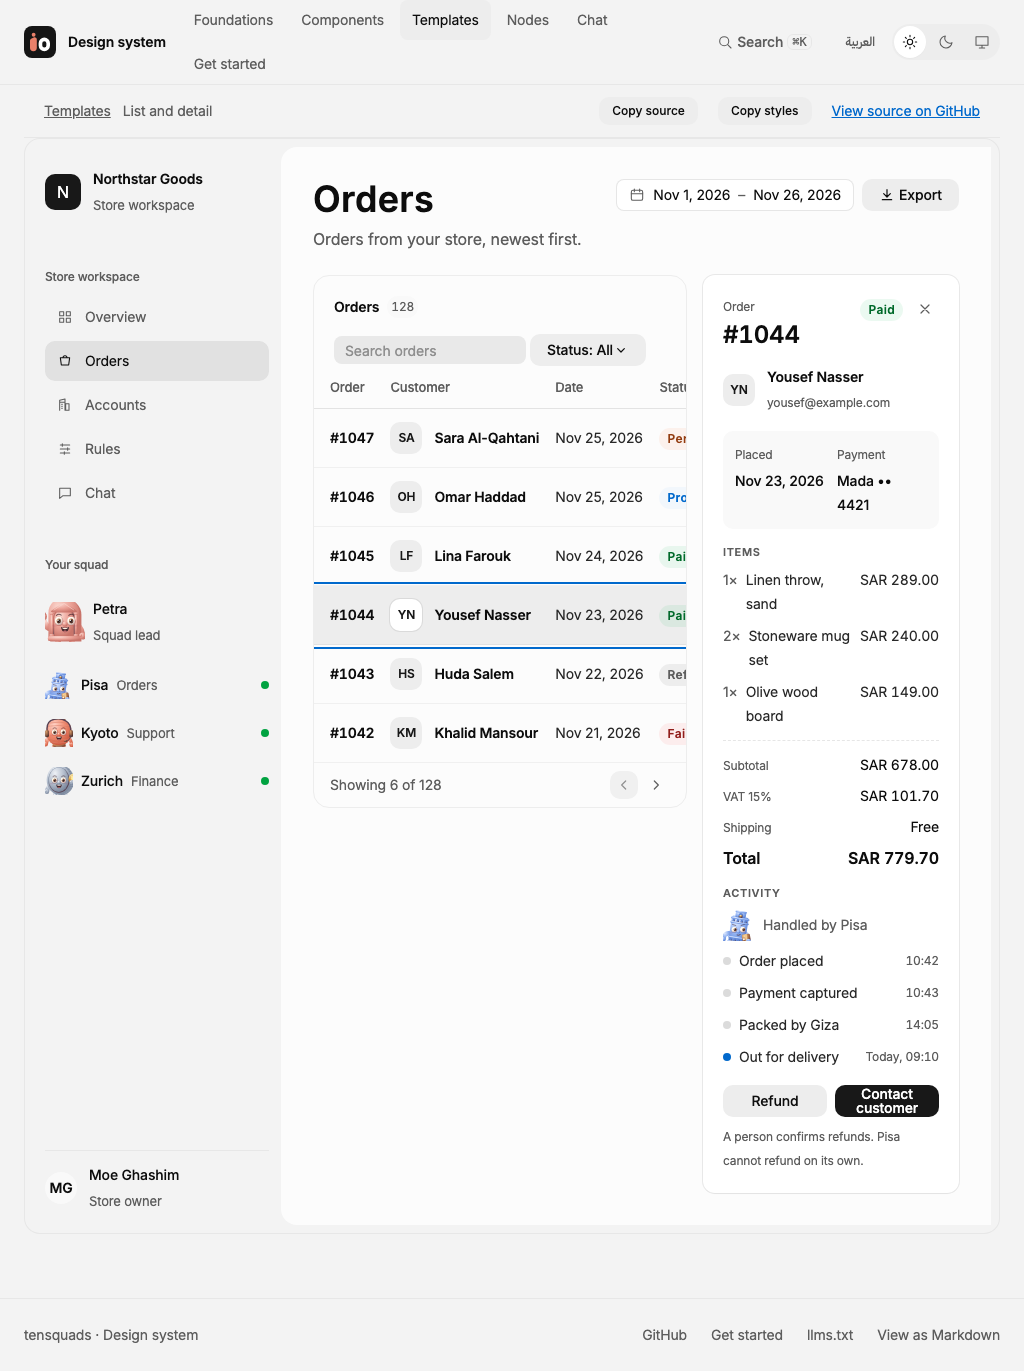 Foundations
Components
Templates
Nodes
Chat
Get started
Design system
Search ⌘K
العربية
Templates
List and detail
Copy source
Copy styles
View source on GitHub
N
Northstar Goods
Store workspace
Store workspace
Overview
Orders
Accounts
Rules
Chat
Your squad
Petra
Squad lead
Pisa Orders
Kyoto Support
Zurich Finance
MG
Moe Ghashim
Store owner
Orders
Orders from your store, newest first.
Nov 1, 2026 – Nov 26, 2026
Export
Orders 128
Search orders
Status: All
Order Customer Date Statu
#1047 SA Sara Al-Qahtani Nov 25, 2026 Pen
#1046 OH Omar Haddad Nov 25, 2026 Pro
#1045 LF Lina Farouk Nov 24, 2026 Pai
#1044 YN Yousef Nasser Nov 23, 2026 Pai
#1043 HS Huda Salem Nov 22, 2026 Ref
#1042 KM Khalid Mansour Nov 21, 2026 Fai
Showing 6 of 128
Order
#1044
Paid
YN
Yousef Nasser
yousef@example.com
Placed
Nov 23, 2026
Payment
Mada ••
4421
ITEMS
1× Linen throw, SAR 289.00
sand
2× Stoneware mug SAR 240.00
set
1× Olive wood SAR 149.00
board
Subtotal SAR 678.00
VAT 15% SAR 101.70
Shipping Free
Total SAR 779.70
ACTIVITY
Handled by Pisa
Order placed 10:42
Payment captured 10:43
Packed by Giza 14:05
Out for delivery Today, 09:10
Refund
Contact
customer
A person confirms refunds. Pisa
cannot refund on its own.
tensquads · Design system
GitHub
Get started
llms.txt
View as Markdown